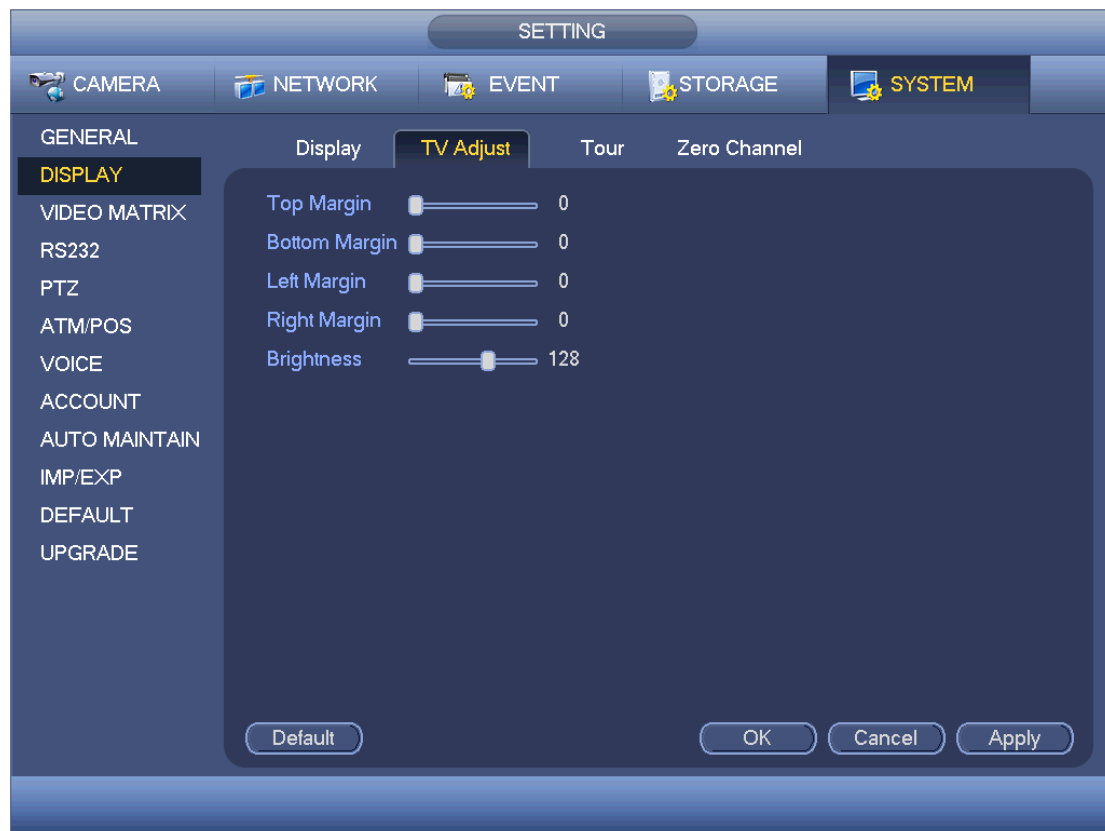 SETTING
CAMERA NETWORK EVENT STORAGE SYSTEM
GENERAL
DISPLAY
VIDEO MATRIX
RS232
PTZ
ATM/POS
VOICE
ACCOUNT
AUTO MAINTAIN
IMP/EXP
DEFAULT
UPGRADE
Display TV Adjust Tour Zero Channel
Top Margin 0
Bottom Margin 0
Left Margin 0
Right Margin 0
Brightness 128
Default OK Cancel Apply